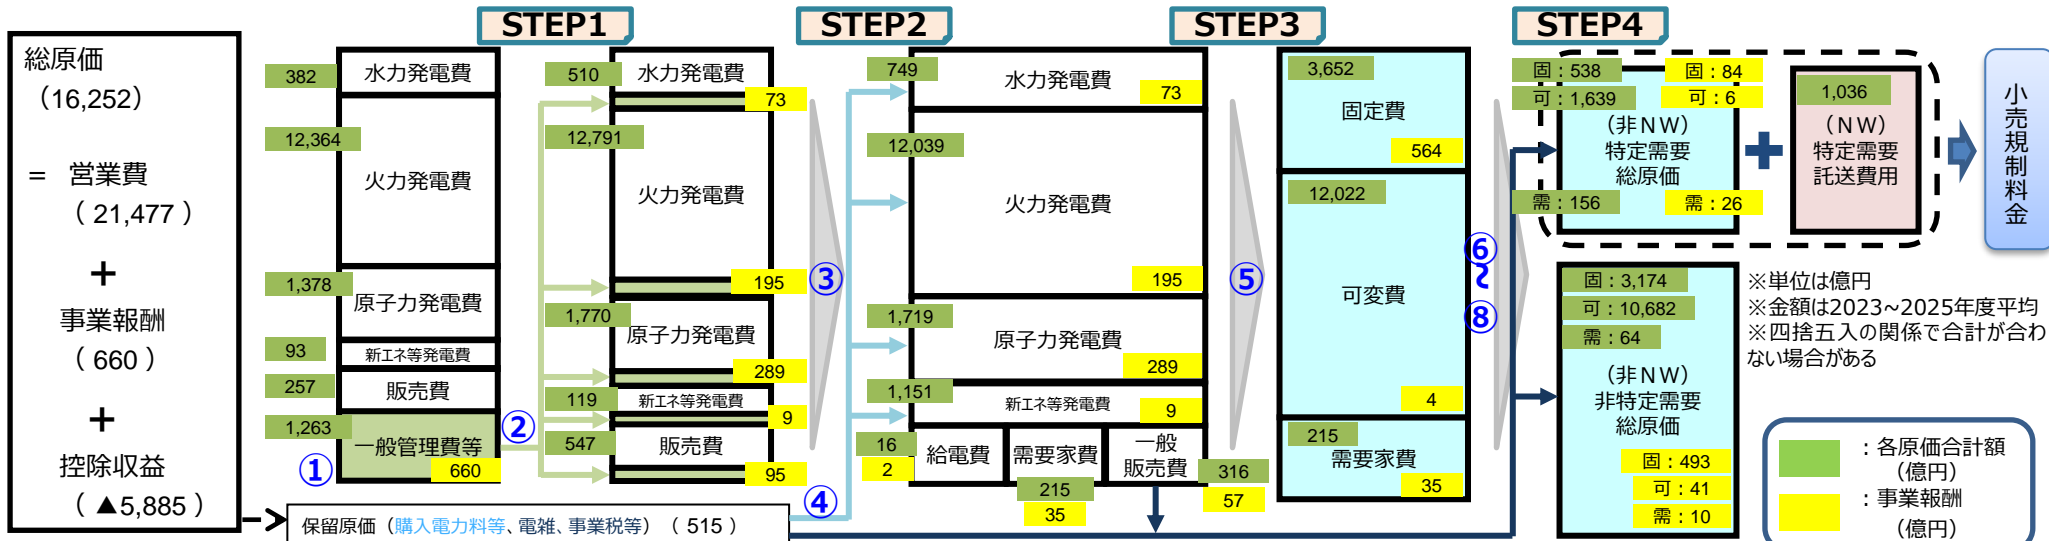 STEP1
STEP2
STEP3
STEP4
総原価
（16,252）
＝ 営業費
（ 21,477 ）
＋
事業報酬
（ 660 ）
＋
控除収益
（ ▲5,885 ）
382
水力発電費
12,364
火力発電費
1,378
原子力発電費
93
新エネ等発電費
257
販売費
1,263
一般管理費等
660
①
②
510
水力発電費
73
12,791
火力発電費
195
1,770
原子力発電費
289
119
新エネ等発電費
9
547
販売費
95
③
④
保留原価（購入電力料等、電雑、事業税等）（ 515 ）
749
水力発電費
73
12,039
火力発電費
195
1,719
原子力発電費
289
1,151
新エネ等発電費
9
16
2
給電費
需要家費
215
35
一般
販売費
316
57
⑤
3,652
固定費
564
12,022
可変費
4
215
需要家費
35
⑥
~
⑧
固：538
固：84
可：1,639
可：6
（非ＮＷ）
特定需要
総原価
需：156
需：26
＋
1,036
（ＮＷ）
特定需要
託送費用
小売規制料金
固：3,174
可：10,682
需：64
（非ＮＷ）
非特定需要
総原価
固：493
可：41
需：10
※単位は億円
※金額は2023~2025年度平均
※四捨五入の関係で合計が合わ
ない場合がある
：各原価合計額
（億円）
：事業報酬
（億円）